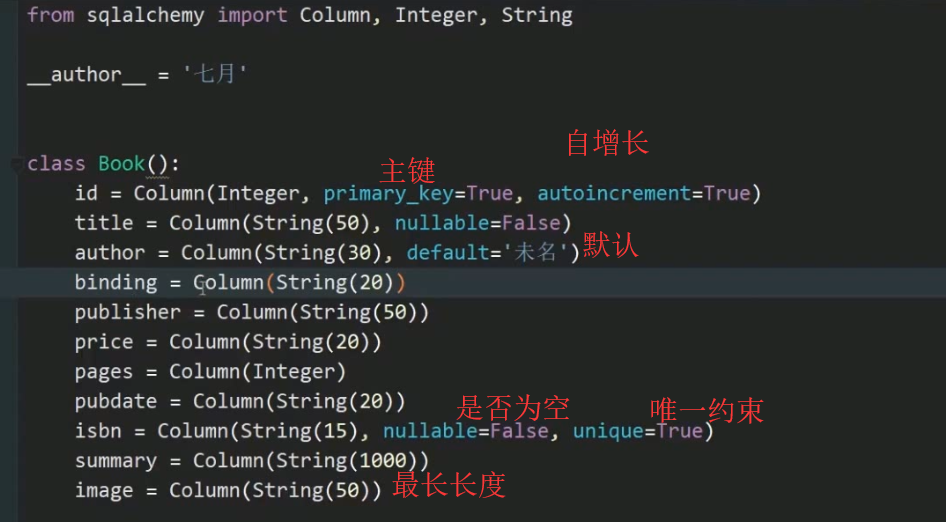 from sqlalchemy import Column, Integer, String
__author__ = '七月'
自增长
class Book():
主键
id = Column(Integer, primary_key=True, autoincrement=True)
title = Column(String(50), nullable=False)
author = Column(String(30), default='未名') 默认
binding = Column(String(20))
publisher = Column(String(50))
price = Column(String(20))
pages = Column(Integer)
pubdate = Column(String(20))
是否为空 唯一约束
isbn = Column(String(15), nullable=False, unique=True)
summary = Column(String(1000))
image = Column(String(50)) 最长长度